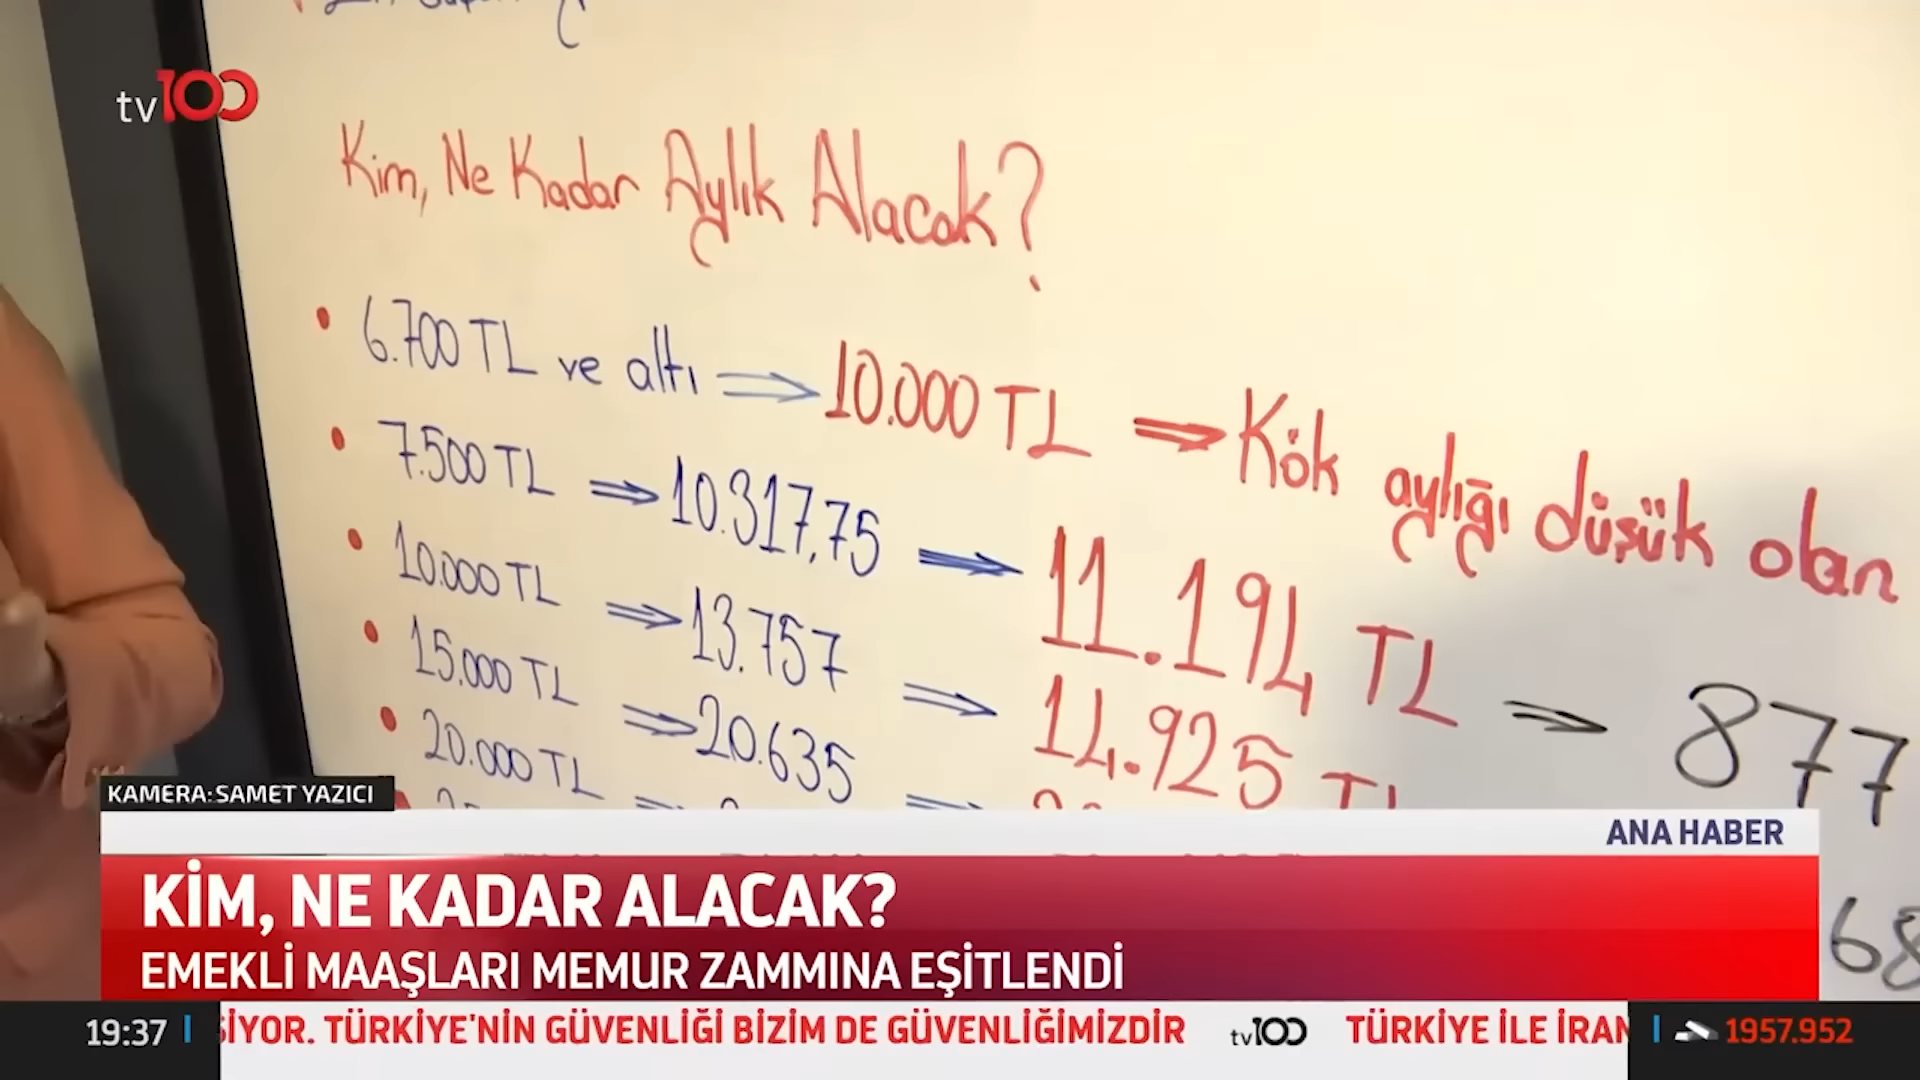 tv100
Kim, Ne Kadar Aylık Alacak?
• 6.700 TL ve altı ⇒ 10.000 TL ⇒ Kök aylığı düşük olan
• 7.500 TL ⇒ 10.317,75 ⇒ 11.194 TL ⇒ 877
• 10.000 TL ⇒ 13.757 ⇒ 14.925 TL
• 15.000 TL ⇒ 20.635
• 20.000 TL
68
KAMERA: SAMET YAZICI
ANA HABER
KİM, NE KADAR ALACAK?
EMEKLİ MAAŞLARI MEMUR ZAMMINA EŞİTLENDİ
19:37
SİYOR. TÜRKİYE'NİN GÜVENLİĞİ BİZİM DE GÜVENLİĞİMİZDİR tv100 TÜRKİYE İLE İRAN
1957.952